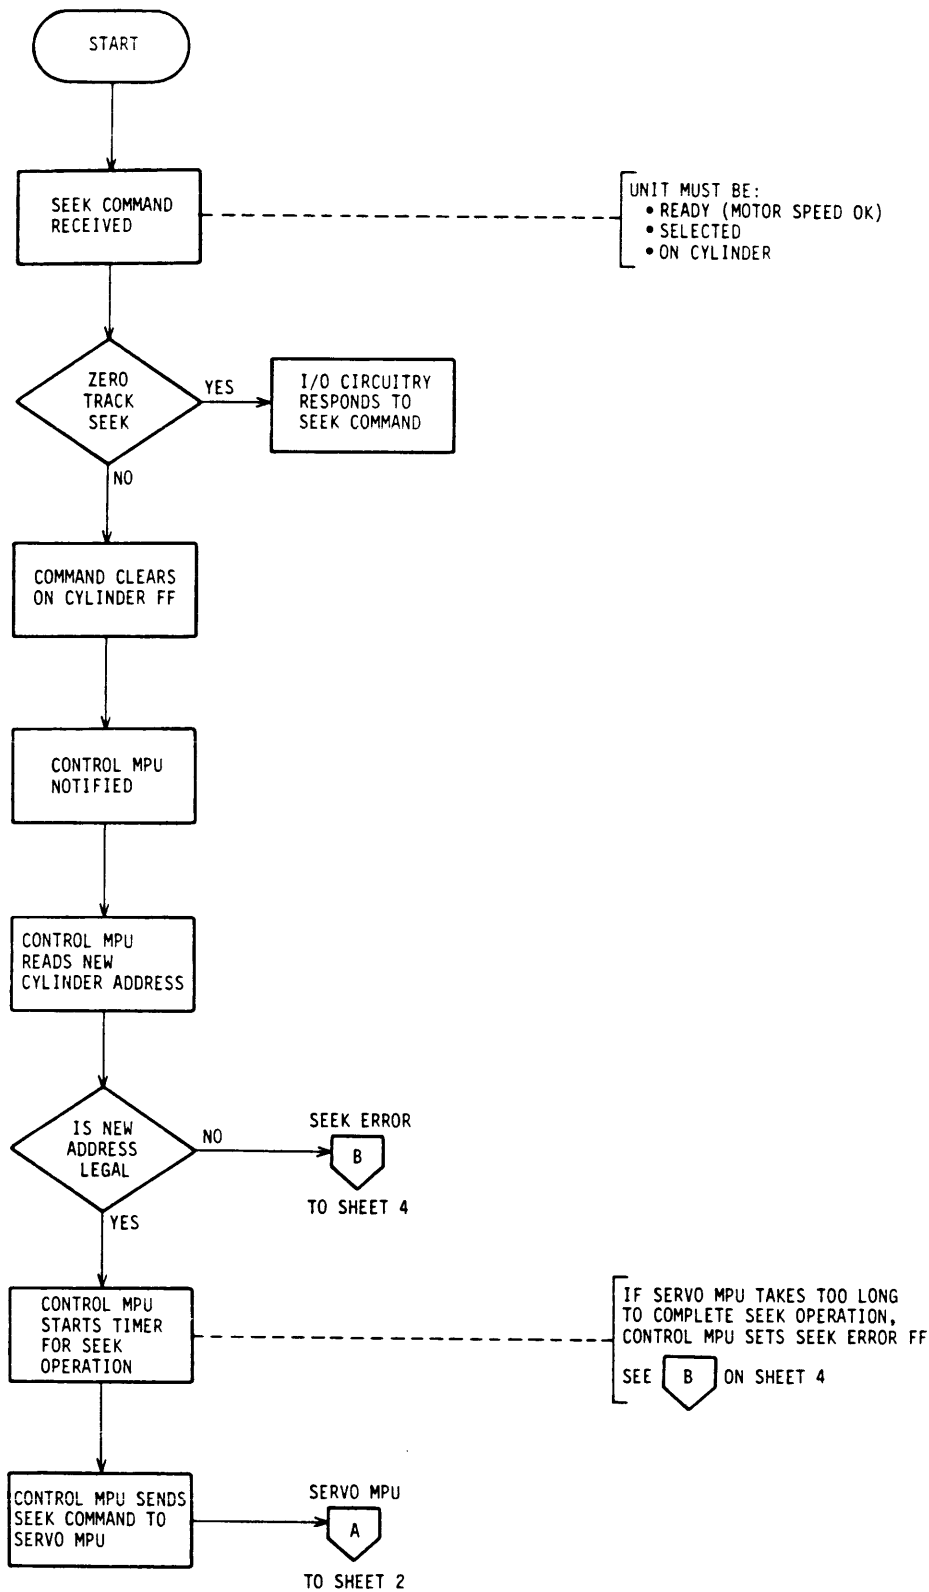 START
SEEK COMMAND
RECEIVED
UNIT MUST BE:
• READY (MOTOR SPEED OK)
• SELECTED
• ON CYLINDER
ZERO
TRACK
SEEK
YES
I/O CIRCUITRY
RESPONDS TO
SEEK COMMAND
NO
COMMAND CLEARS
ON CYLINDER FF
CONTROL MPU
NOTIFIED
CONTROL MPU
READS NEW
CYLINDER ADDRESS
IS NEW
ADDRESS
LEGAL
NO
SEEK ERROR
B
TO SHEET 4
YES
CONTROL MPU
STARTS TIMER
FOR SEEK
OPERATION
IF SERVO MPU TAKES TOO LONG
TO COMPLETE SEEK OPERATION,
CONTROL MPU SETS SEEK ERROR FF
SEE B ON SHEET 4
CONTROL MPU SENDS
SEEK COMMAND TO
SERVO MPU
SERVO MPU
A
TO SHEET 2